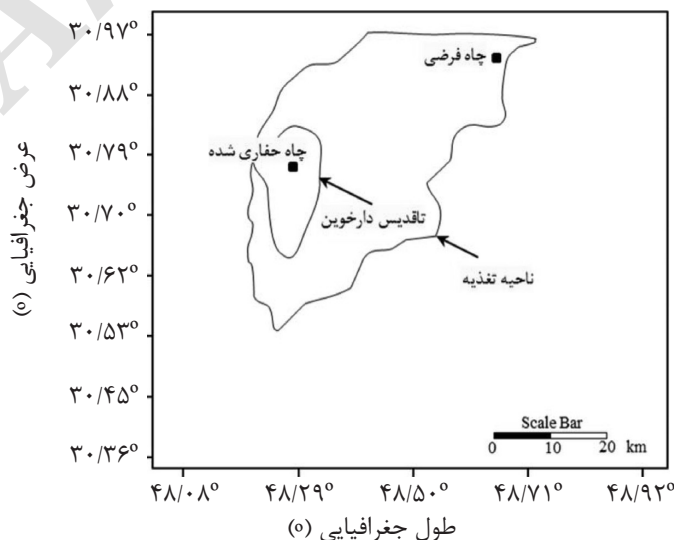 ۳۰/۹۷°
۳۰/۸۸°
۳۰/۷۹°
۳۰/۷۰°
۳۰/۶۲°
۳۰/۵۳°
۳۰/۴۵°
۳۰/۳۶°
عرض جغرافیایی (o)
چاه فرضی
چاه حفاری شده
تاقدیس دارخوین
ناحیه تغذیه
Scale Bar
0 10 20 km
۴۸/۰۸° ۴۸/۲۹° ۴۸/۵۰° ۴۸/۷۱° ۴۸/۹۲°
طول جغرافیایی (o)